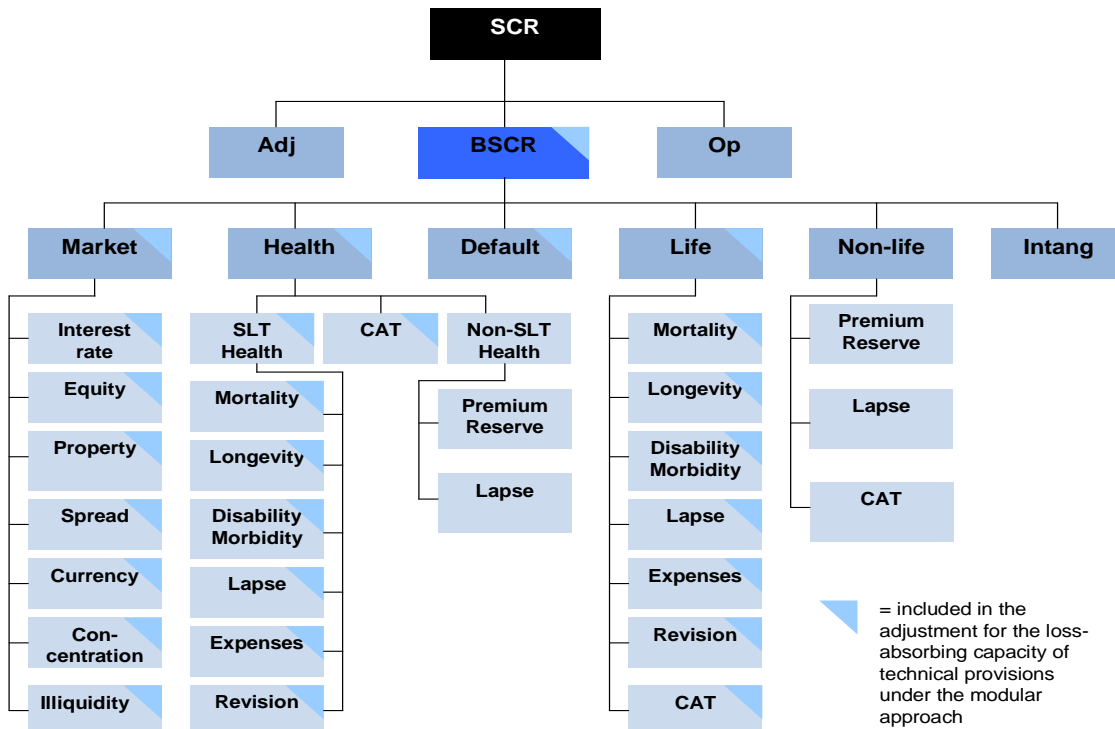 SCR
Adj
BSCR
Op
Market
Health
Default
Life
Non-life
Intang
Interest
rate
Equity
Property
Spread
Currency
Con-
centration
Illiquidity
SLT
Health
CAT
Non-SLT
Health
Mortality
Longevity
Disability
Morbidity
Lapse
Expenses
Revision
Premium
Reserve
Lapse
Mortality
Longevity
Disability
Morbidity
Lapse
Expenses
Revision
CAT
Premium
Reserve
Lapse
CAT
= included in the
adjustment for the loss-
absorbing capacity of
technical provisions
under the modular
approach